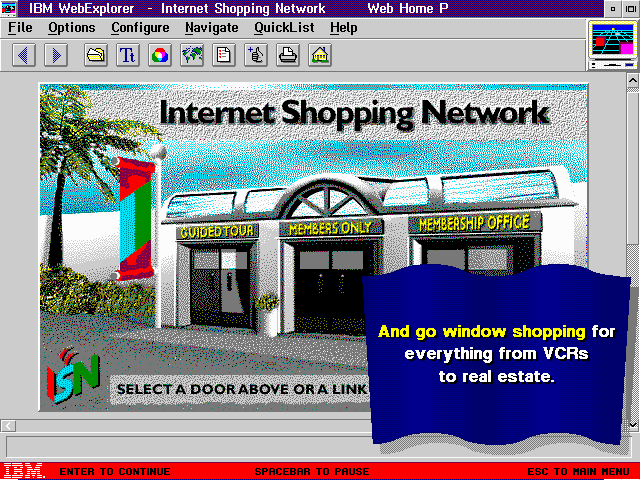 IBM WebExplorer - Internet Shopping Network Web Home P
File Options Configure Navigate QuickList Help
Tt
Internet Shopping Network
GUIDED TOUR
MEMBERS ONLY
MEMBERSHIP OFFICE
And go window shopping for
everything from VCRs
to real estate.
ISN
SELECT A DOOR ABOVE OR A LINK
IBM. ENTER TO CONTINUE SPACEBAR TO PAUSE ESC TO MAIN MENU